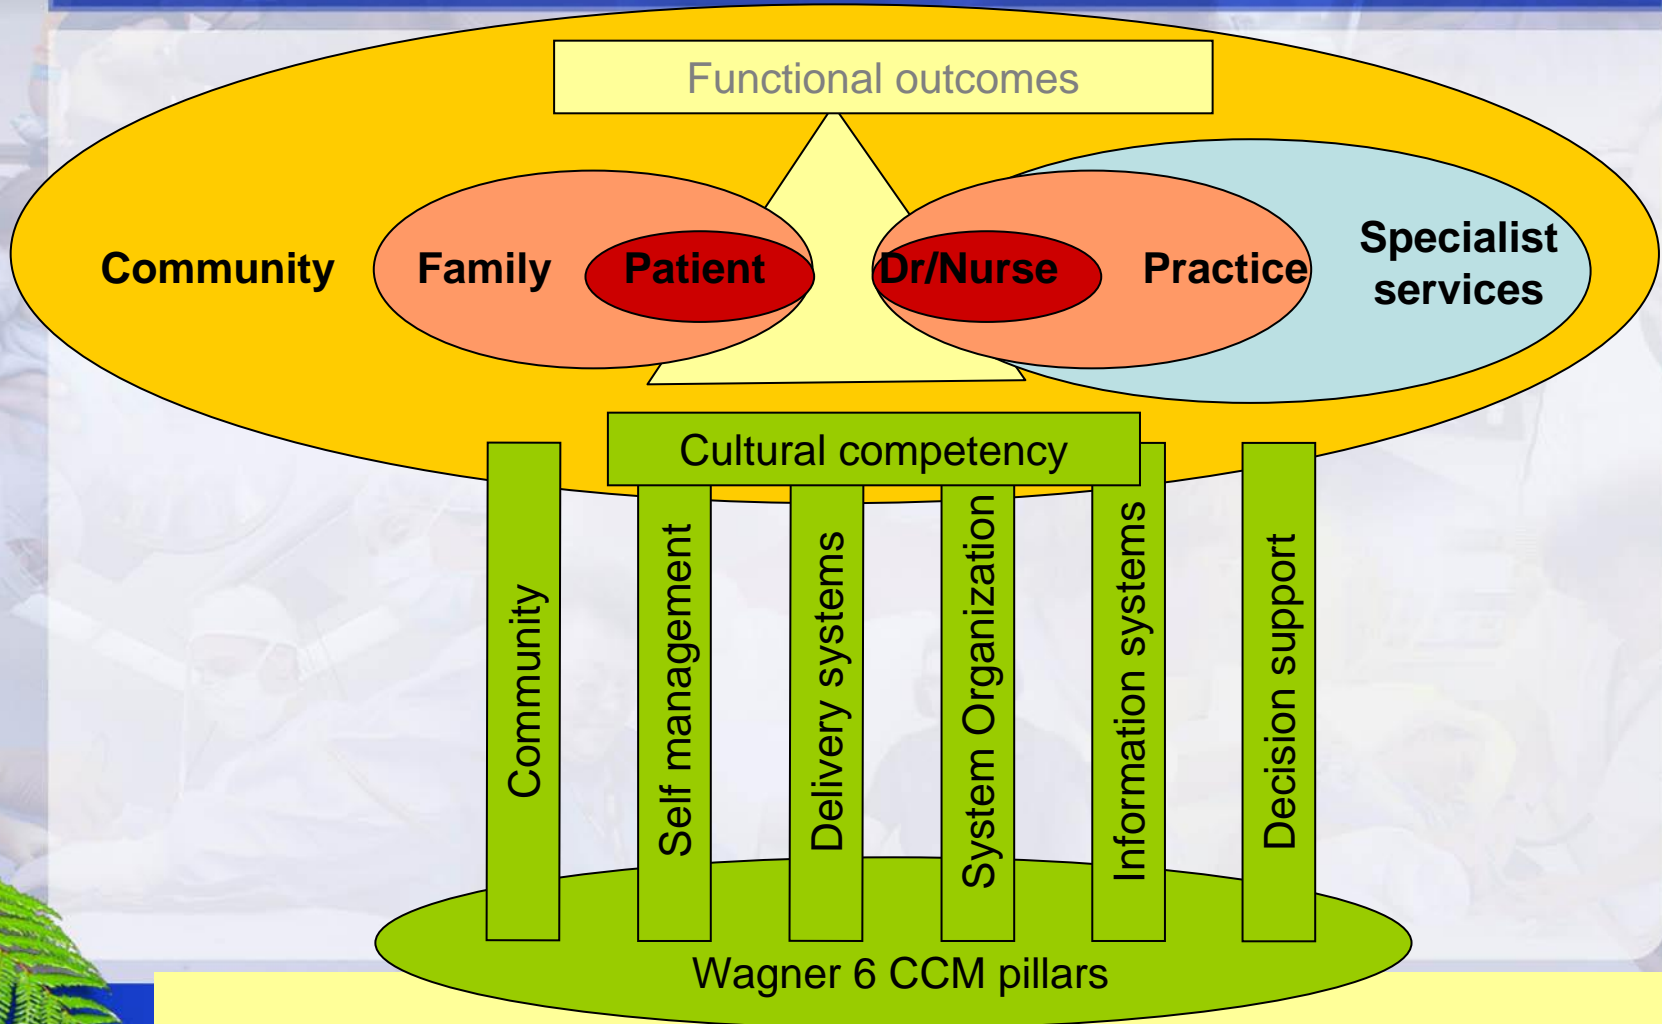 Functional outcomes
Community
Family
Patient
Dr/Nurse
Practice
Specialist
services
Cultural competency
Community
Self management
Delivery systems
System Organization
Information systems
Decision support
Wagner 6 CCM pillars